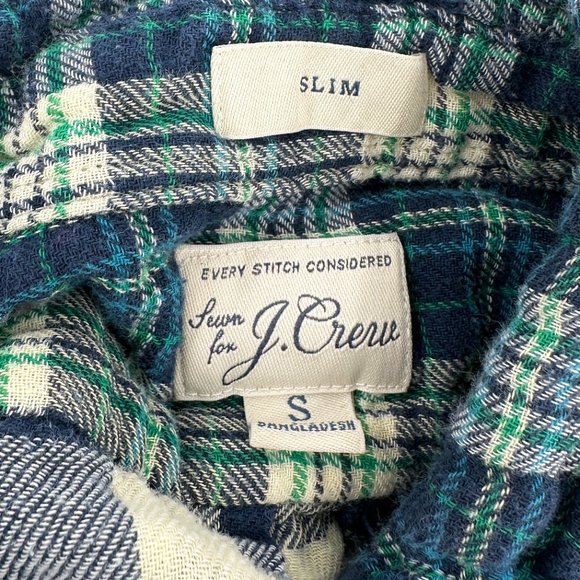 SLIM
EVERY STITCH CONSIDERED
Sewn
for J.Crew
S
BANGLADESH